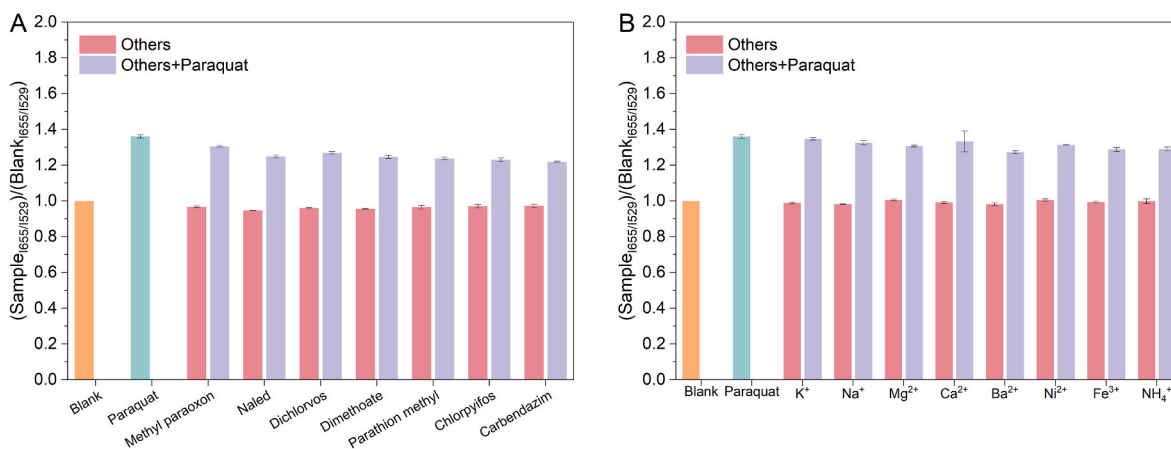 A
(Sample I655/I529)/(Blank I655/I529)
2.0
1.8
1.6
1.4
1.2
1.0
0.8
0.6
0.4
0.2
0.0
Others
Others+Paraquat
Blank
Paraquat
Methyl paraoxon
Naled
Dichlorvos
Dimethoate
Parathion methyl
Chlorpyifos
Carbendazim
B
(Sample I655/I529)/(Blank I655/I529)
2.0
1.8
1.6
1.4
1.2
1.0
0.8
0.6
0.4
0.2
0.0
Others
Others+Paraquat
Blank
Paraquat
K⁺
Na⁺
Mg²⁺
Ca²⁺
Ba²⁺
Ni²⁺
Fe³⁺
NH₄⁺